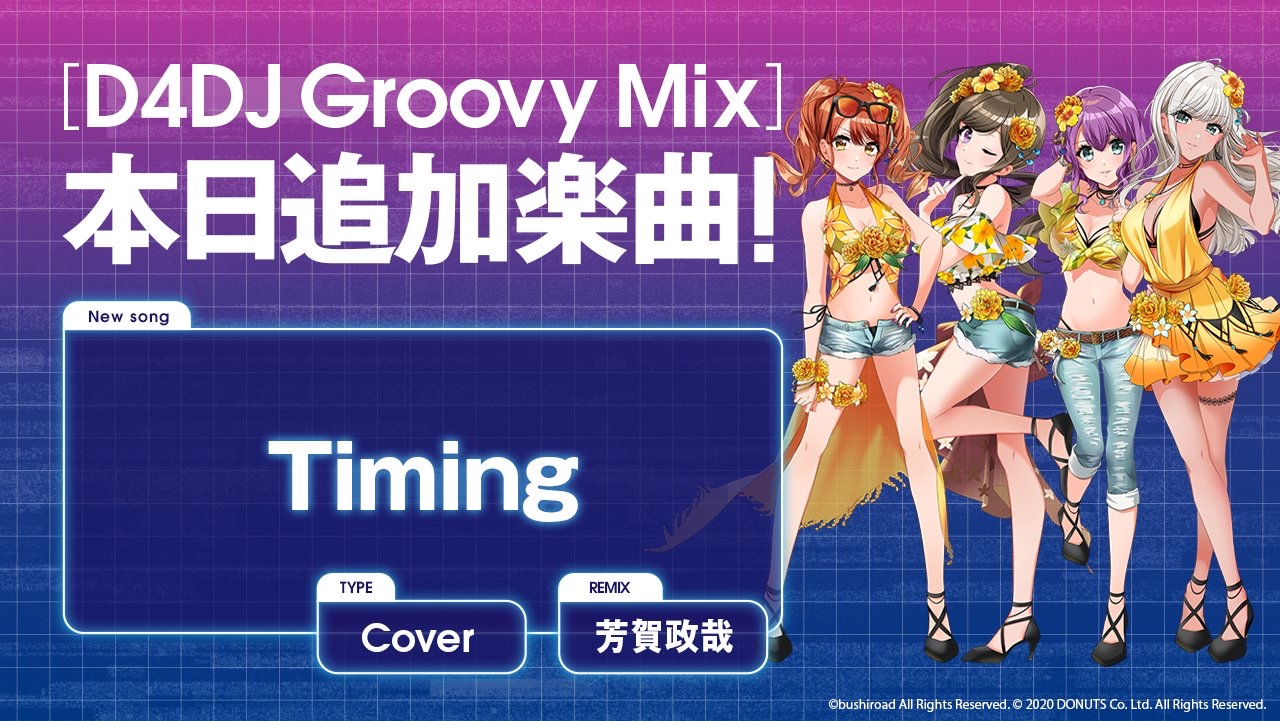 [D4DJ Groovy Mix]
本日追加楽曲!
New song
Timing
TYPE
Cover
REMIX
芳賀政哉
©bushiroad All Rights Reserved. © 2020 DONUTS Co. Ltd. All Rights Reserved.